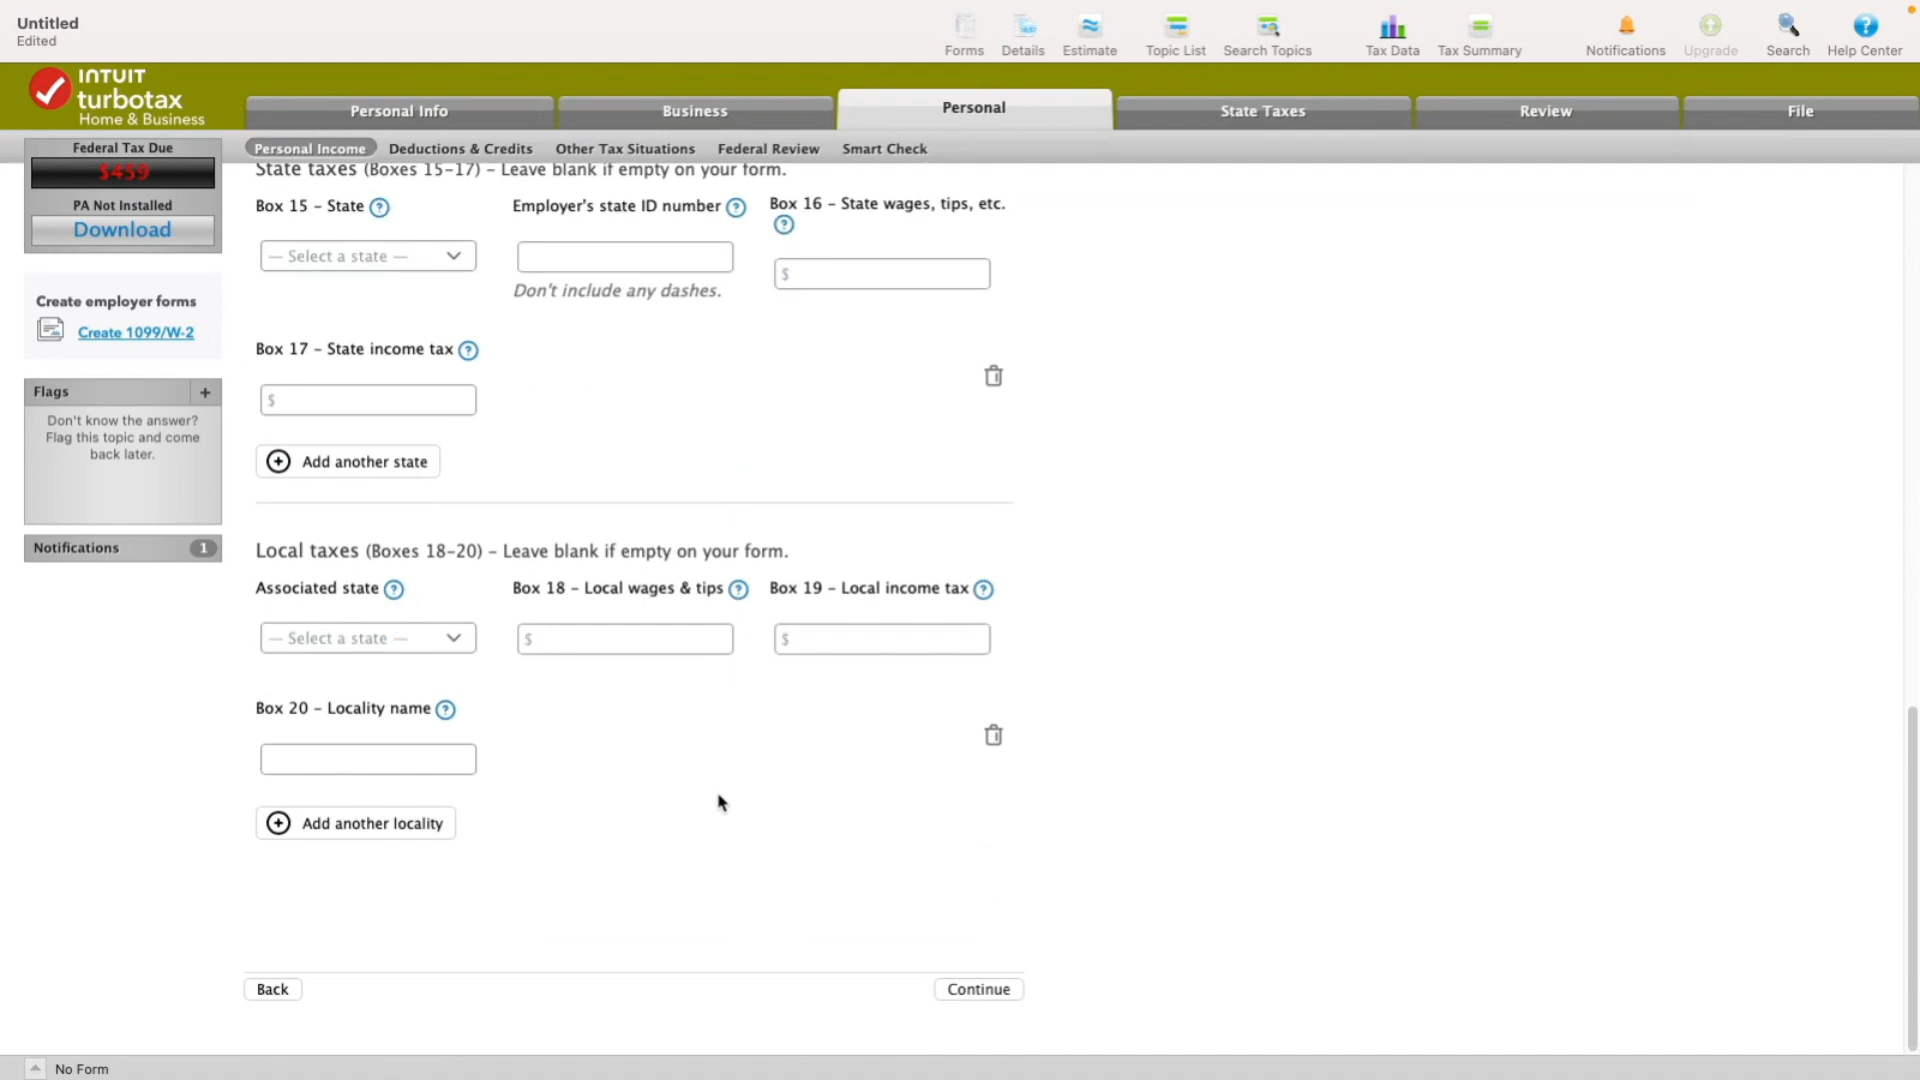 Untitled
Edited
Forms
Details
Estimate
Topic List
Search Topics
Tax Data
Tax Summary
Notifications
Upgrade
Search
Help Center
INTUIT
turbotax
Home & Business
Personal Info
Business
Personal
State Taxes
Review
File
Personal Income
Deductions & Credits
Other Tax Situations
Federal Review
Smart Check
Federal Tax Due
$459
PA Not Installed
Download
Create employer forms
Create 1099/W-2
Flags
+
Don't know the answer?
Flag this topic and come
back later.
Notifications
1
State taxes (Boxes 15-17) - Leave blank if empty on your form.
Box 15 - State ?
Employer's state ID number ?
Box 16 - State wages, tips, etc.
?
— Select a state —
$
Don't include any dashes.
Box 17 - State income tax ?
$
Add another state
Local taxes (Boxes 18-20) - Leave blank if empty on your form.
Associated state ?
Box 18 - Local wages & tips ?
Box 19 - Local income tax ?
— Select a state —
$
$
Box 20 - Locality name ?
Add another locality
Back
Continue
No Form